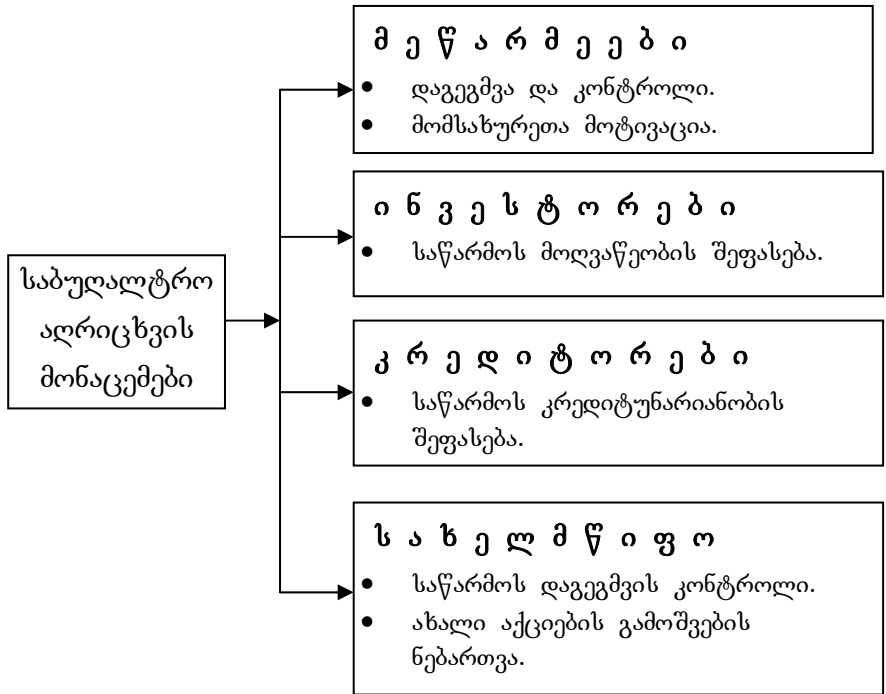 საბუღალტრო
აღრიცხვის
მონაცემები
მ ე წ ა რ მ ე ე ბ ი
• დაგეგმვა და კონტროლი.
• მომსახურეთა მოტივაცია.
ი ნ ვ ე ს ტ ო რ ე ბ ი
• საწარმოს მოღვაწეობის შეფასება.
კ რ ე დ ი ტ ო რ ე ბ ი
• საწარმოს კრედიტუნარიანობის
შეფასება.
ს ა ხ ე ლ მ წ ი ფ ო
• საწარმოს დაგეგმვის კონტროლი.
• ახალი აქციების გამოშვების
ნებართვა.